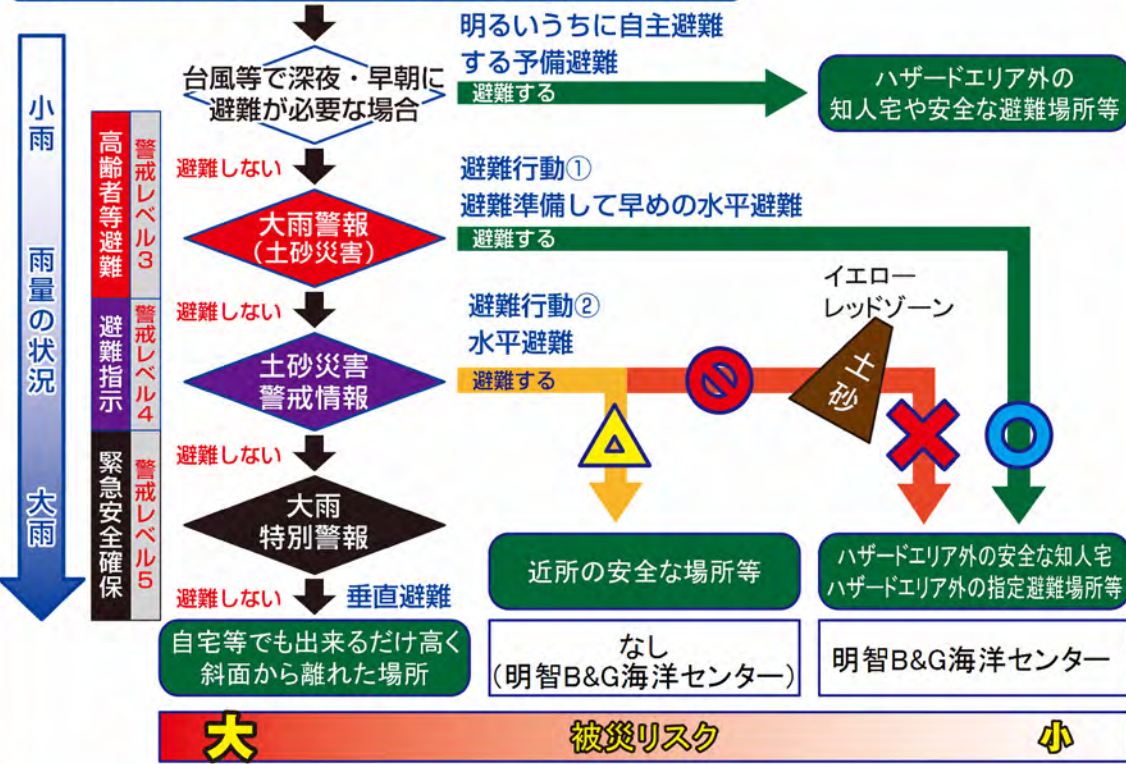 明るいうちに自主避難
する予備避難
台風等で深夜・早朝に
避難が必要な場合
避難する
ハザードエリア外の
知人宅や安全な避難場所等
小雨
雨量の状況
大雨
高齢者等避難
警戒レベル3
避難しない
避難行動①
避難準備して早めの水平避難
大雨警報
(土砂災害)
避難する
イエロー
レッドゾーン
避難指示
警戒レベル4
避難しない
避難行動②
水平避難
土砂災害
警戒情報
避難する
土砂
緊急安全確保
警戒レベル5
避難しない
大雨
特別警報
避難しない
垂直避難
近所の安全な場所等
ハザードエリア外の安全な知人宅
ハザードエリア外の指定避難場所等
自宅等でも出来るだけ高く
斜面から離れた場所
なし
(明智B&G海洋センター)
明智B&G海洋センター
大
被災リスク
小